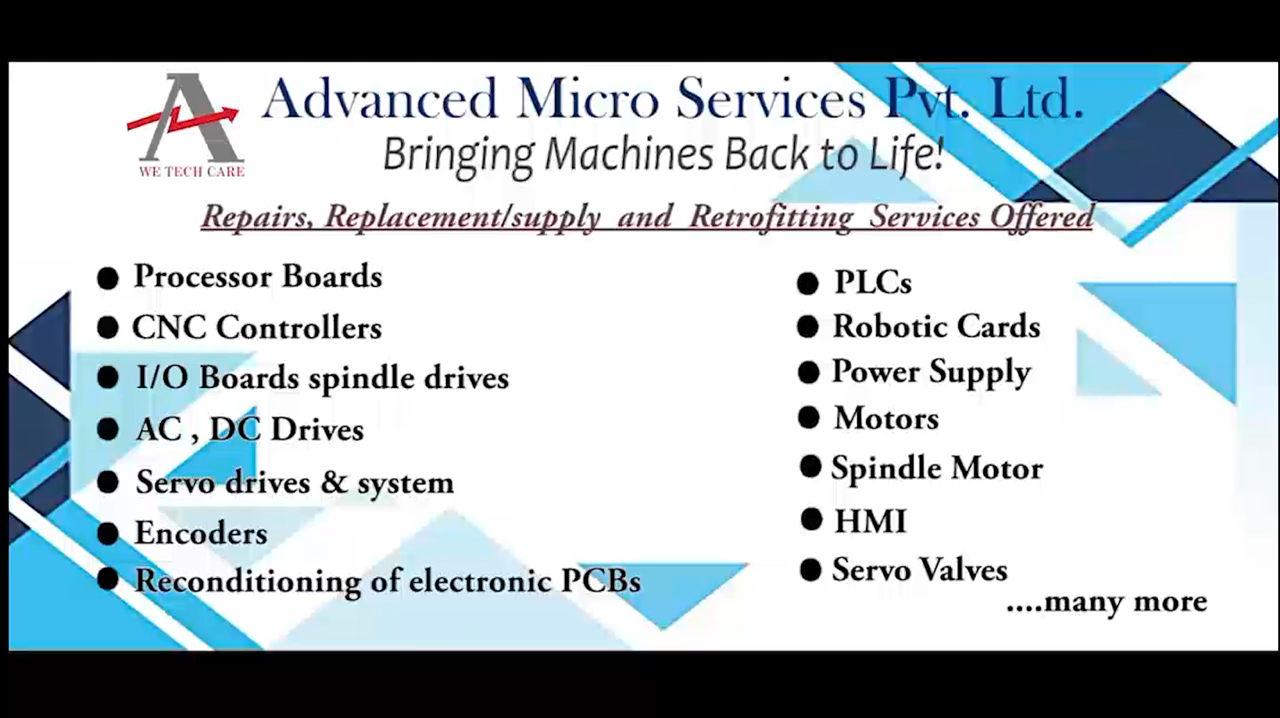 Advanced Micro Services Pvt. Ltd.
WE TECH CARE
Bringing Machines Back to Life!
Repairs, Replacement/supply and Retrofitting Services Offered
● Processor Boards
● CNC Controllers
● I/O Boards spindle drives
● AC , DC Drives
● Servo drives & system
● Encoders
● Reconditioning of electronic PCBs
● PLCs
● Robotic Cards
● Power Supply
● Motors
● Spindle Motor
● HMI
● Servo Valves
....many more